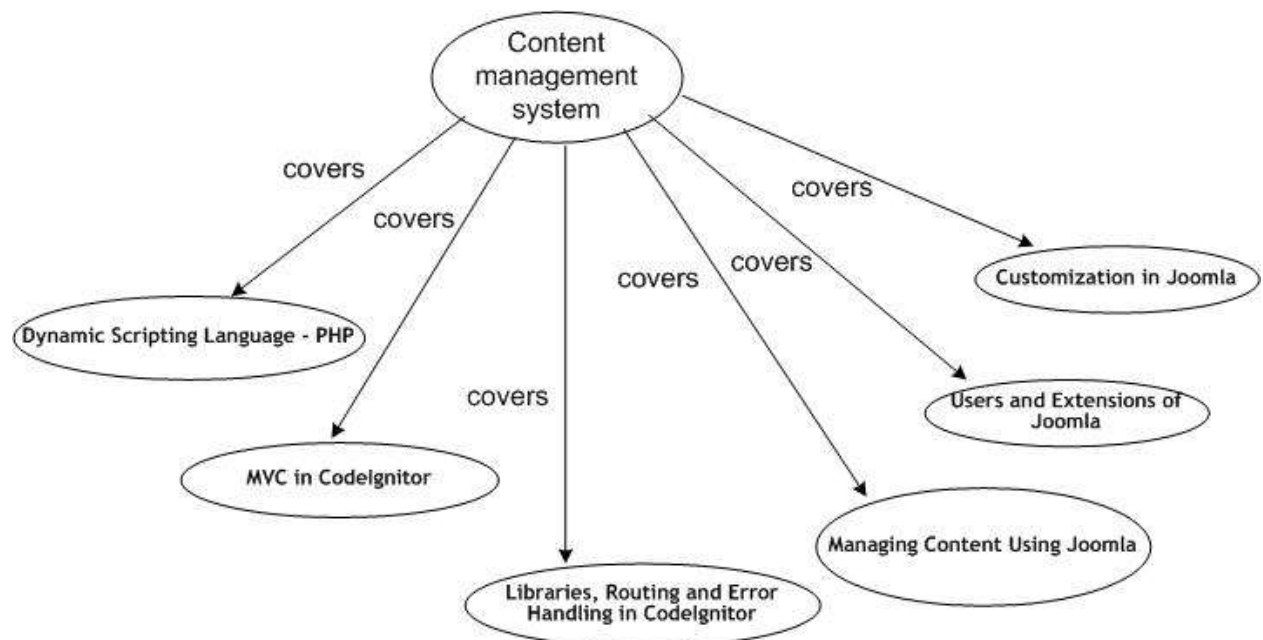 Content
management
system
covers
covers
covers
covers
covers
covers
Customization in Joomla
Dynamic Scripting Language - PHP
Users and Extensions of
Joomla
MVC in CodeIgnitor
Managing Content Using Joomla
Libraries, Routing and Error
Handling in CodeIgnitor